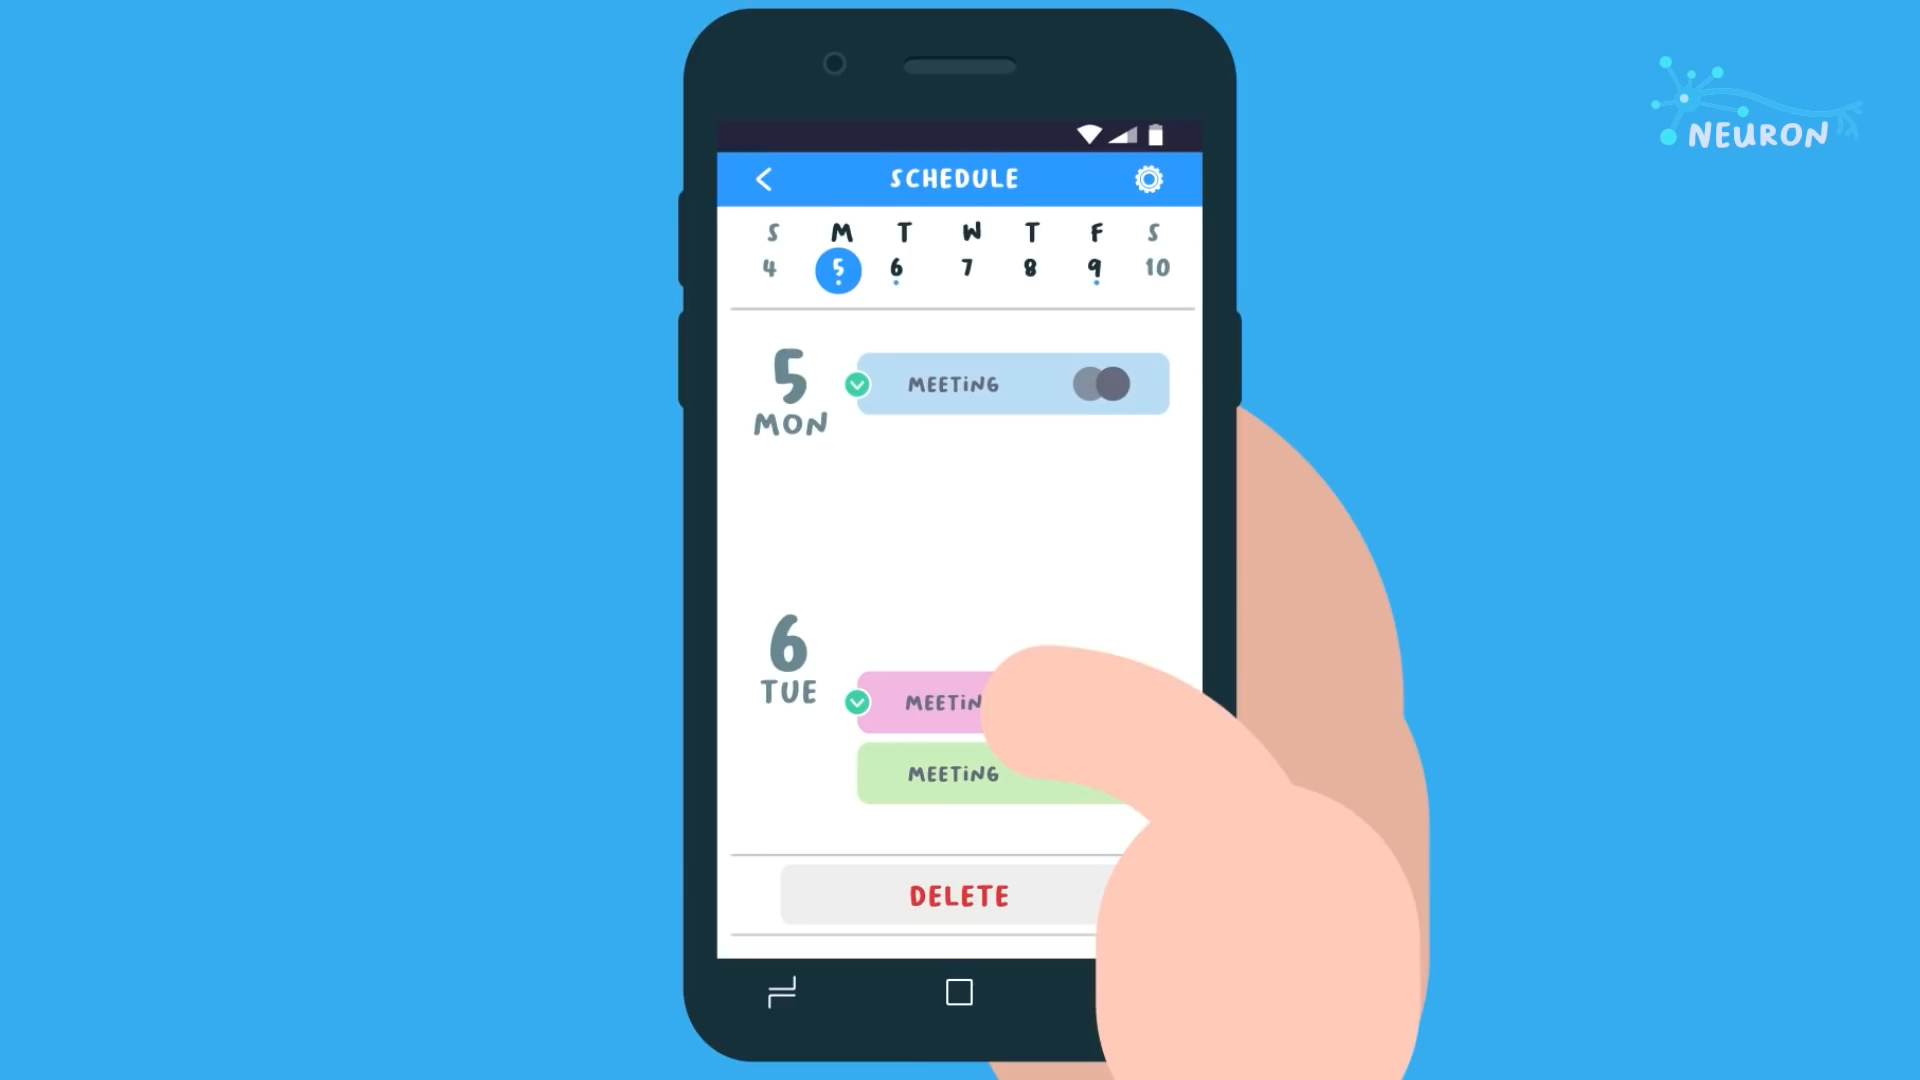 NEURON
SCHEDULE
S M T W T F S
4 5 6 7 8 9 10
5
MON
MEETING
6
TUE
MEETIN
MEETING
DELETE